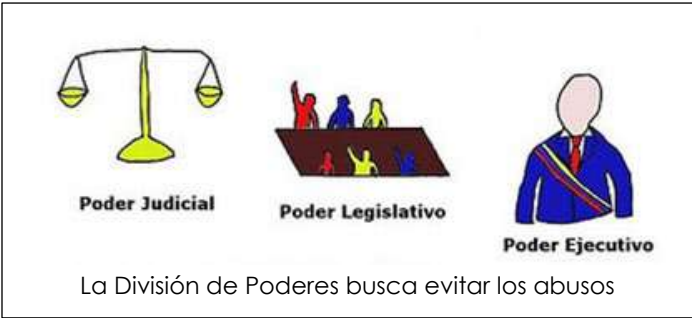 Poder Judicial
Poder Legislativo
Poder Ejecutivo
La División de Poderes busca evitar los abusos